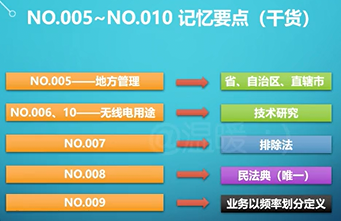 NO.005~NO.010 记忆要点（干货）
NO.005——地方管理 省、自治区、直辖市
NO.006、10——无线电用途 技术研究
NO.007 排除法
NO.008 民法典（唯一）
NO.009 业务以频率划分定义
@温暖